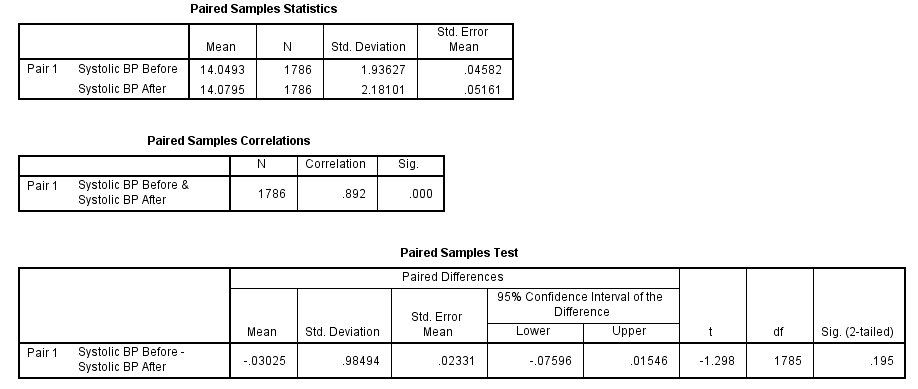 Paired Samples Statistics
Mean N Std. Deviation Std. Error Mean
Pair 1 Systolic BP Before 14.0493 1786 1.93627 .04582
Systolic BP After 14.0795 1786 2.18101 .05161
Paired Samples Correlations
N Correlation Sig.
Pair 1 Systolic BP Before & Systolic BP After 1786 .892 .000
Paired Samples Test
Paired Differences
95% Confidence Interval of the Difference
Mean Std. Deviation Std. Error Mean Lower Upper t df Sig. (2-tailed)
Pair 1 Systolic BP Before - Systolic BP After -.03025 .98494 .02331 -.07596 .01546 -1.298 1785 .195